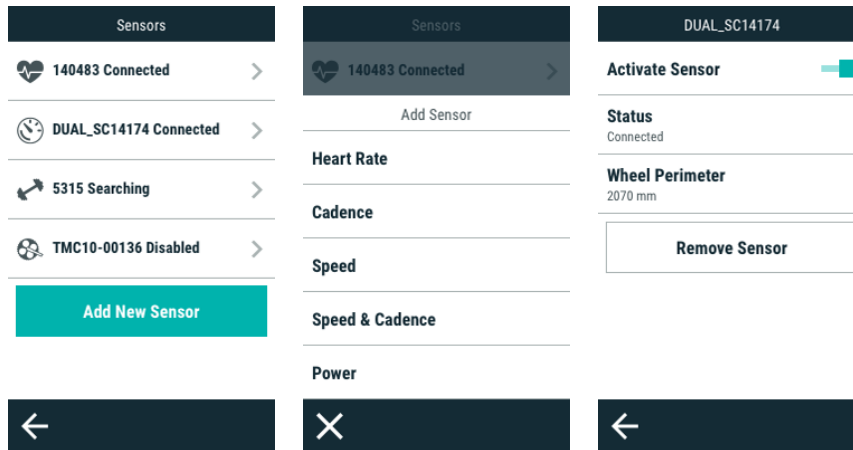 Sensors
140483 Connected
DUAL_SC14174 Connected
5315 Searching
TMC10-00136 Disabled
Add New Sensor
Sensors
140483 Connected
Add Sensor
Heart Rate
Cadence
Speed
Speed & Cadence
Power
DUAL_SC14174
Activate Sensor
Status
Connected
Wheel Perimeter
2070 mm
Remove Sensor